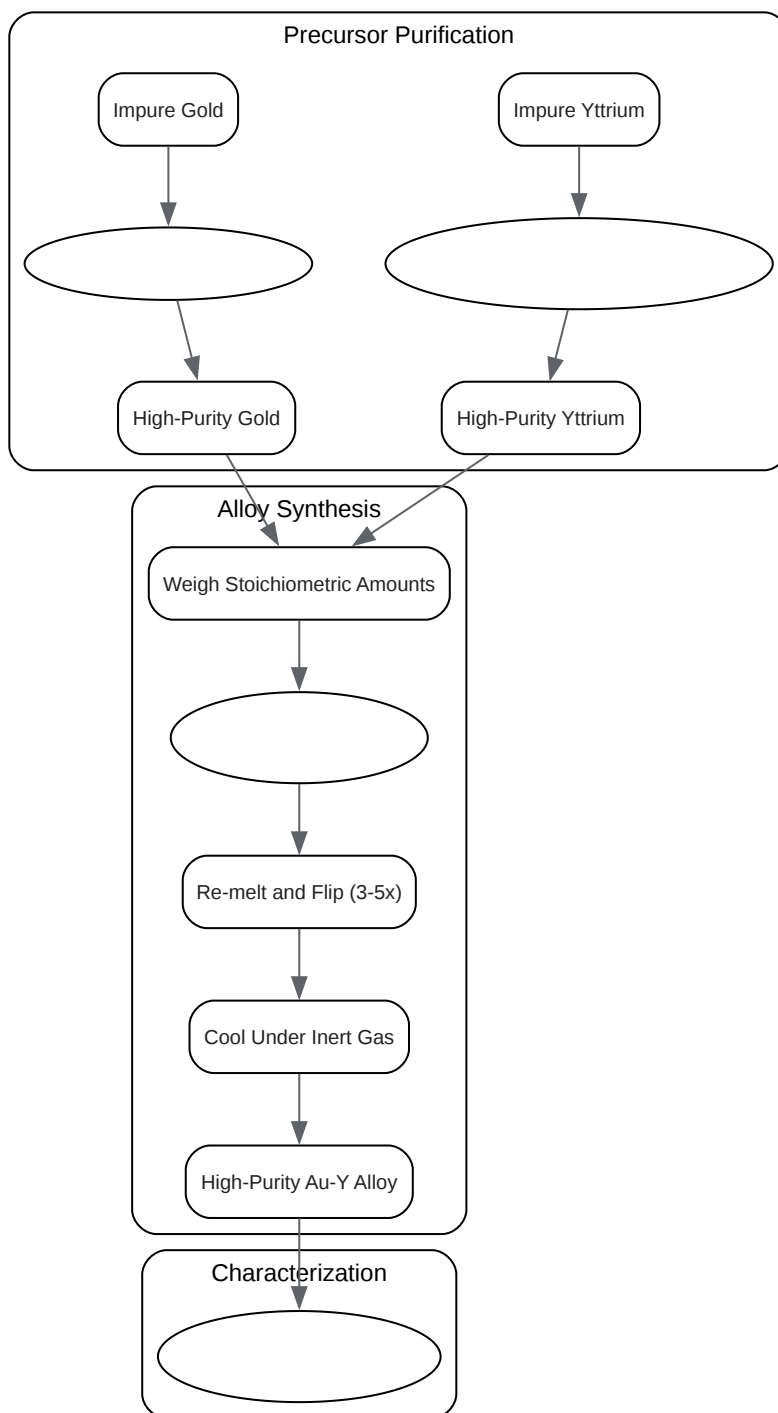 Precursor Purification
Impure Gold
Impure Yttrium
High-Purity Gold
High-Purity Yttrium
Alloy Synthesis
Weigh Stoichiometric Amounts
Re-melt and Flip (3-5x)
Cool Under Inert Gas
High-Purity Au-Y Alloy
Characterization